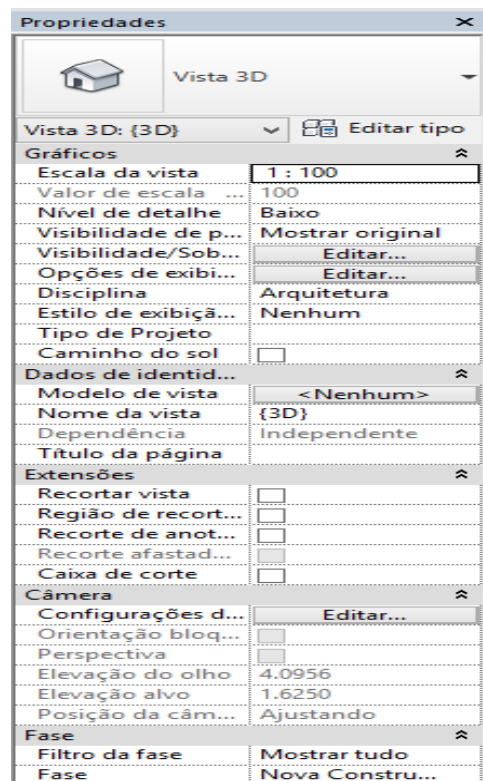 Propriedades
Vista 3D
Vista 3D: {3D} Editar tipo
Gráficos
Escala da vista 1 : 100
Valor de escala ... 100
Nível de detalhe Baixo
Visibilidade de p... Mostrar original
Visibilidade/Sob... Editar...
Opções de exibi... Editar...
Disciplina Arquitetura
Estilo de exibiçã... Nenhum
Tipo de Projeto
Caminho do sol
Dados de identid...
Modelo de vista <Nenhum>
Nome da vista {3D}
Dependência Independente
Título da página
Extensões
Recortar vista
Região de recort...
Recorte de anot...
Recorte afastad...
Caixa de corte
Câmera
Configurações d... Editar...
Orientação bloq...
Perspectiva
Elevação do olho 4.0956
Elevação alvo 1.6250
Posição da câm... Ajustando
Fase
Filtro da fase Mostrar tudo
Fase Nova Constru...